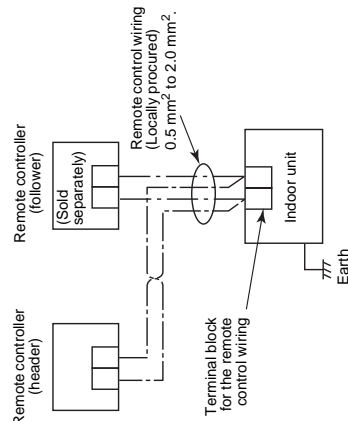 Remote controller
(header)
Remote controller
(follower)
(Sold
separately)
Remote control wiring
(Locally procured)
0.5 mm² to 2.0 mm².
Terminal block
for the remote
control wiring
Indoor unit
Earth